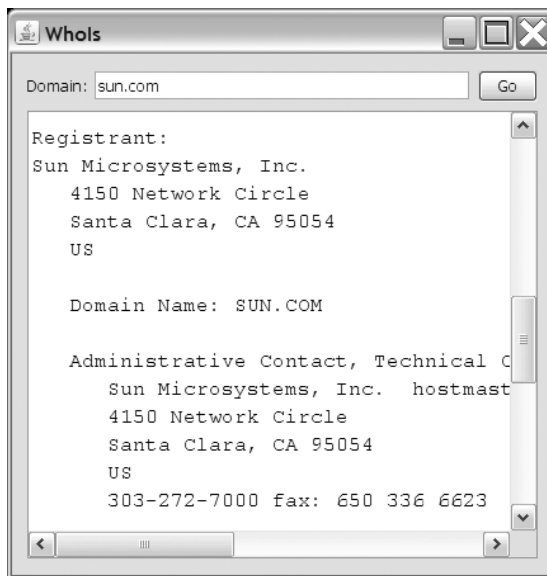 WhoIs
Domain: sun.com Go
Registrant:
Sun Microsystems, Inc.
4150 Network Circle
Santa Clara, CA 95054
US
Domain Name: SUN.COM
Administrative Contact, Technical
Sun Microsystems, Inc. hostmast
4150 Network Circle
Santa Clara, CA 95054
US
303-272-7000 fax: 650 336 6623